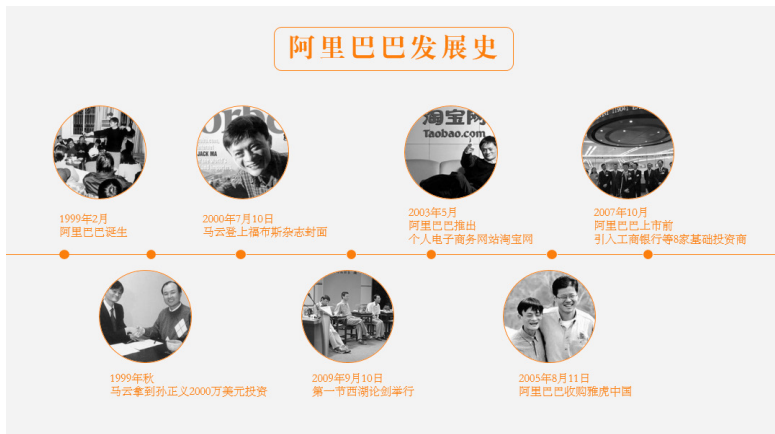 阿里巴巴发展史
淘宝网
Taobao.com
JACK MA
1999年2月
阿里巴巴诞生
2000年7月10日
马云登上福布斯杂志封面
2003年5月
阿里巴巴推出
个人电子商务网站淘宝网
2007年10月
阿里巴巴上市前
引入工商银行等8家基础投资商
1999年秋
马云拿到孙正义2000万美元投资
2009年9月10日
第一节西湖论剑举行
2005年8月11日
阿里巴巴收购雅虎中国